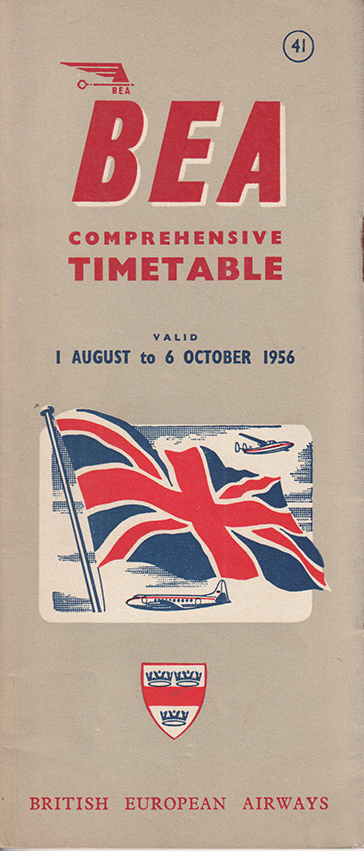 41
BEA
BEA
COMPREHENSIVE
TIMETABLE
VALID
1 AUGUST to 6 OCTOBER 1956
BRITISH EUROPEAN AIRWAYS